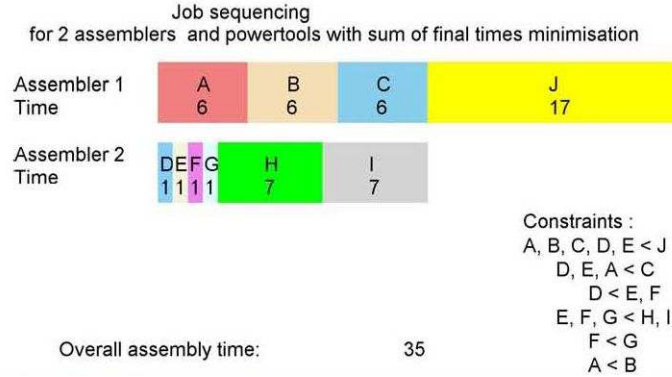 Job sequencing
for 2 assemblers and powertools with sum of final times minimisation
Assembler 1 A B C J
Time 6 6 6 17
Assembler 2 D E F G H I
Time 1 1 1 1 7 7
Constraints :
A, B, C, D, E < J
D, E, A < C
D < E, F
E, F, G < H, I
F < G
A < B
Overall assembly time: 35